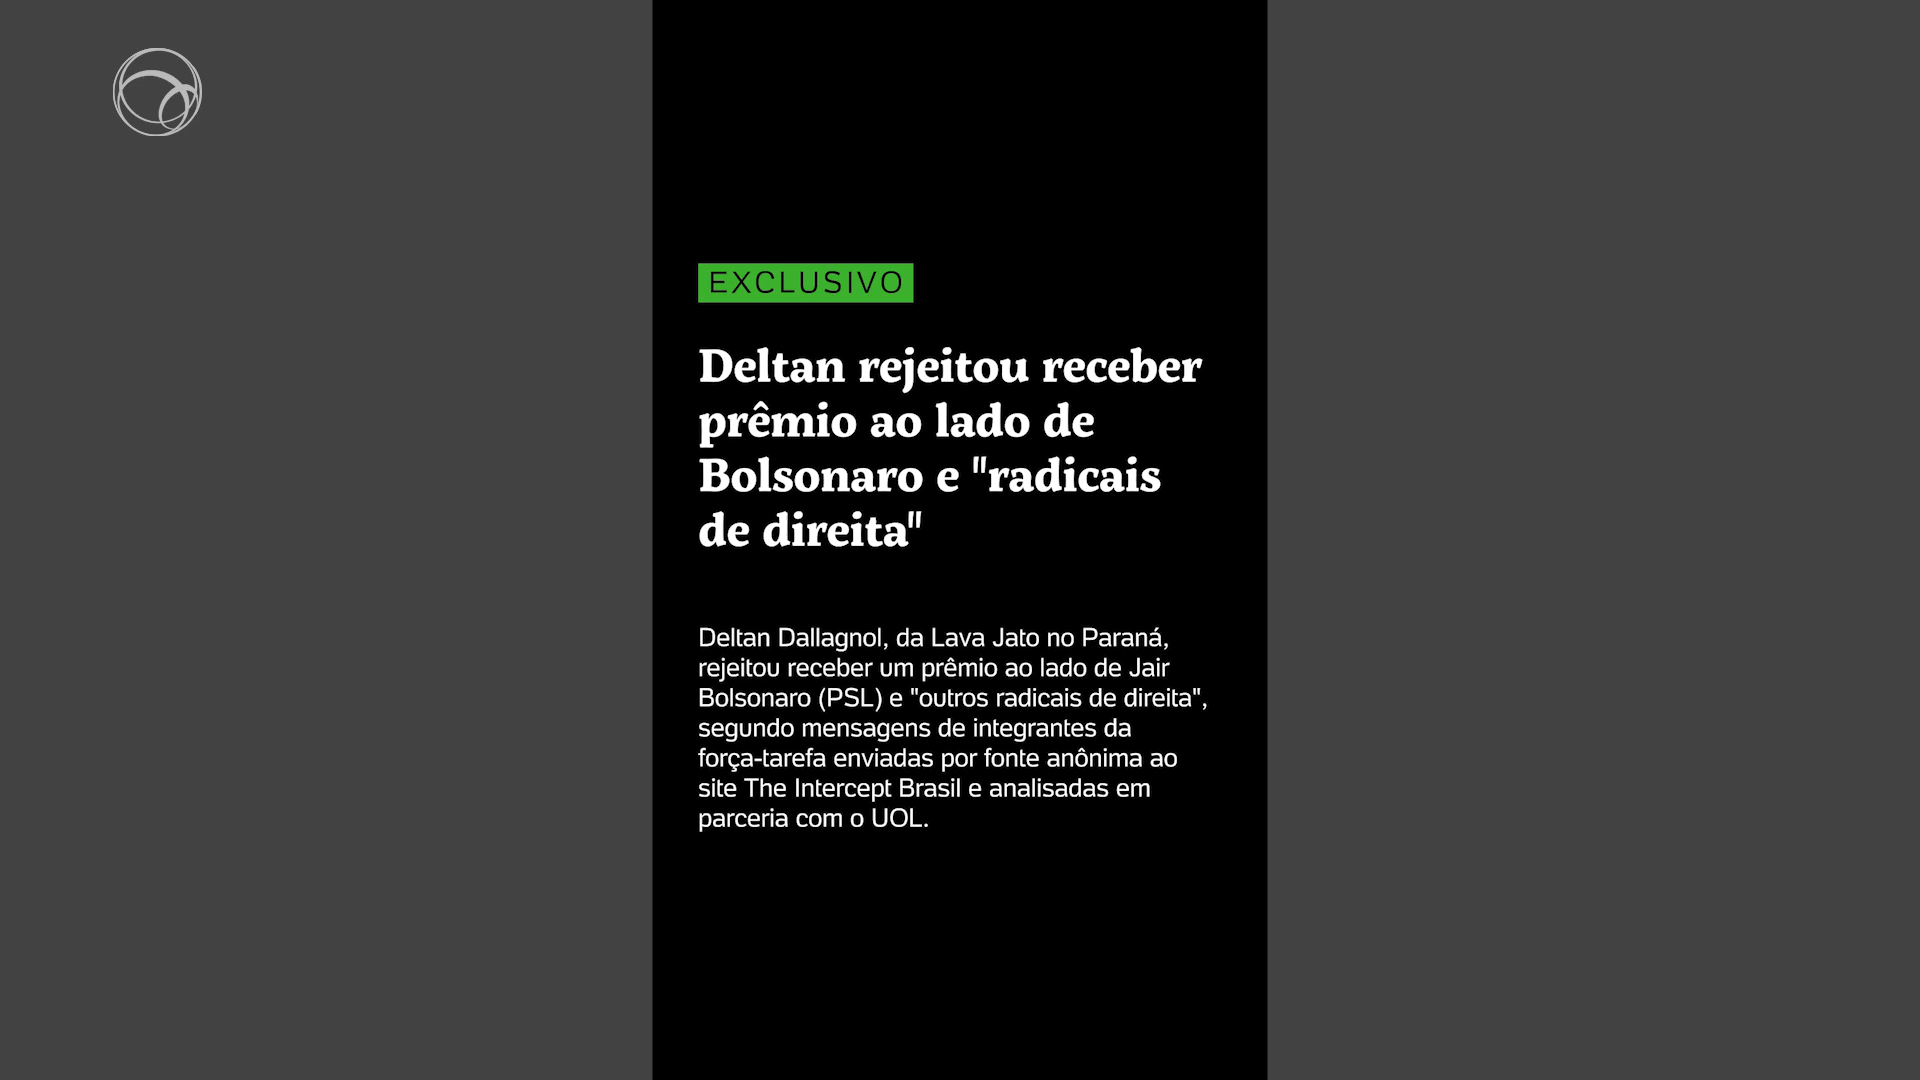 EXCLUSIVO
Deltan rejeitou receber
prêmio ao lado de
Bolsonaro e "radicais
de direita"
Deltan Dallagnol, da Lava Jato no Paraná,
rejeitou receber um prêmio ao lado de Jair
Bolsonaro (PSL) e "outros radicais de direita",
segundo mensagens de integrantes da
força-tarefa enviadas por fonte anônima ao
site The Intercept Brasil e analisadas em
parceria com o UOL.